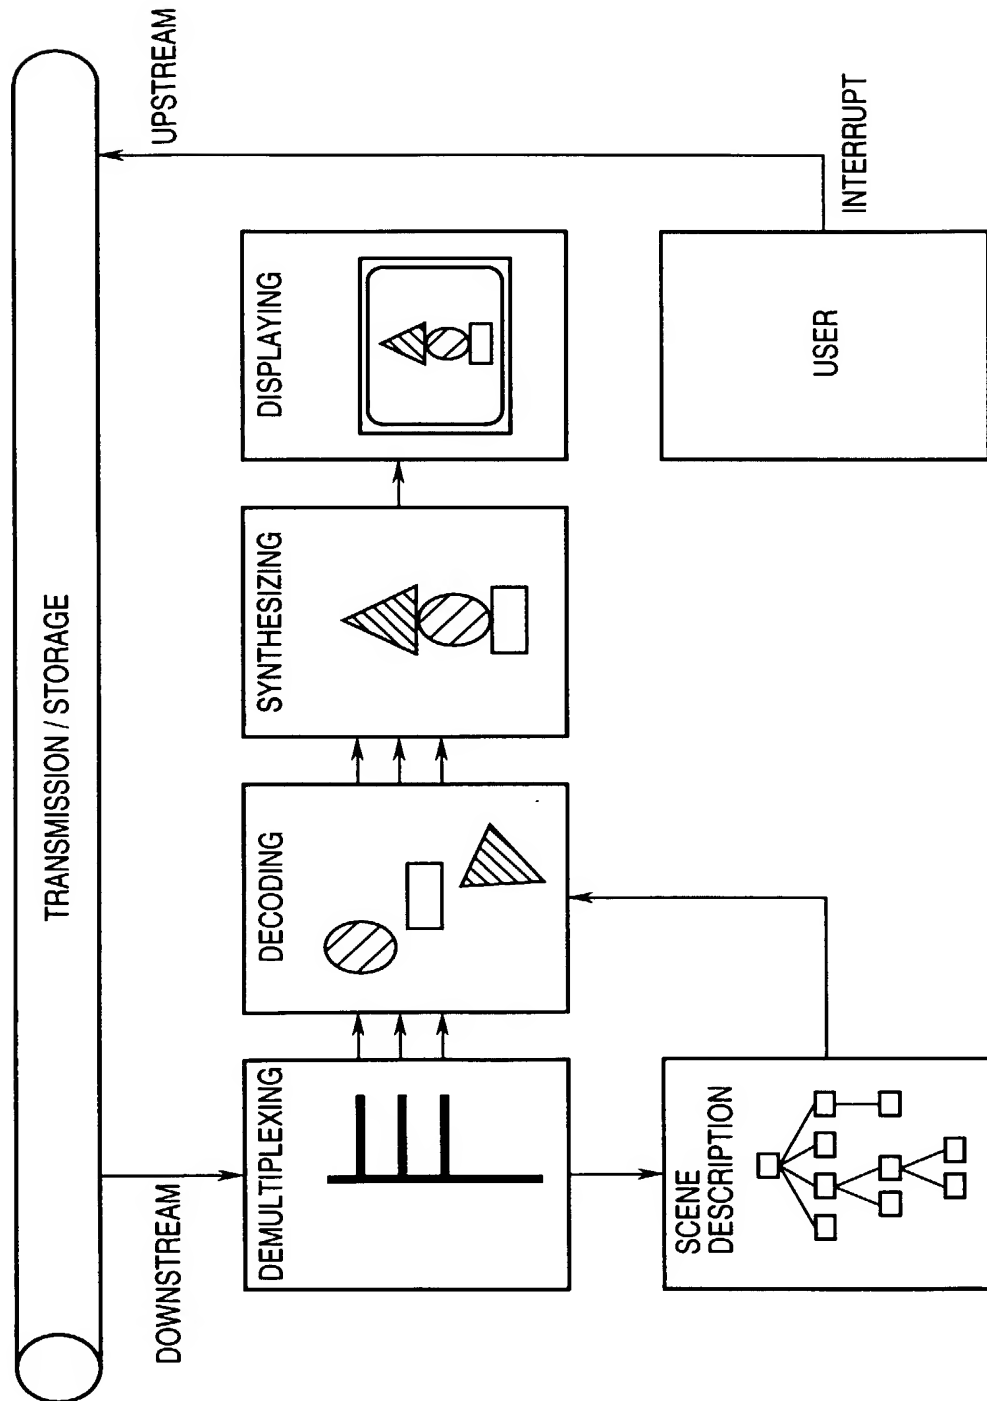 TRANSMISSION / STORAGE
DOWNSTREAM
UPSTREAM
DEMULTIPLEXING
DECODING
SYNTHESIZING
DISPLAYING
SCENE
DESCRIPTION
USER
INTERRUPT